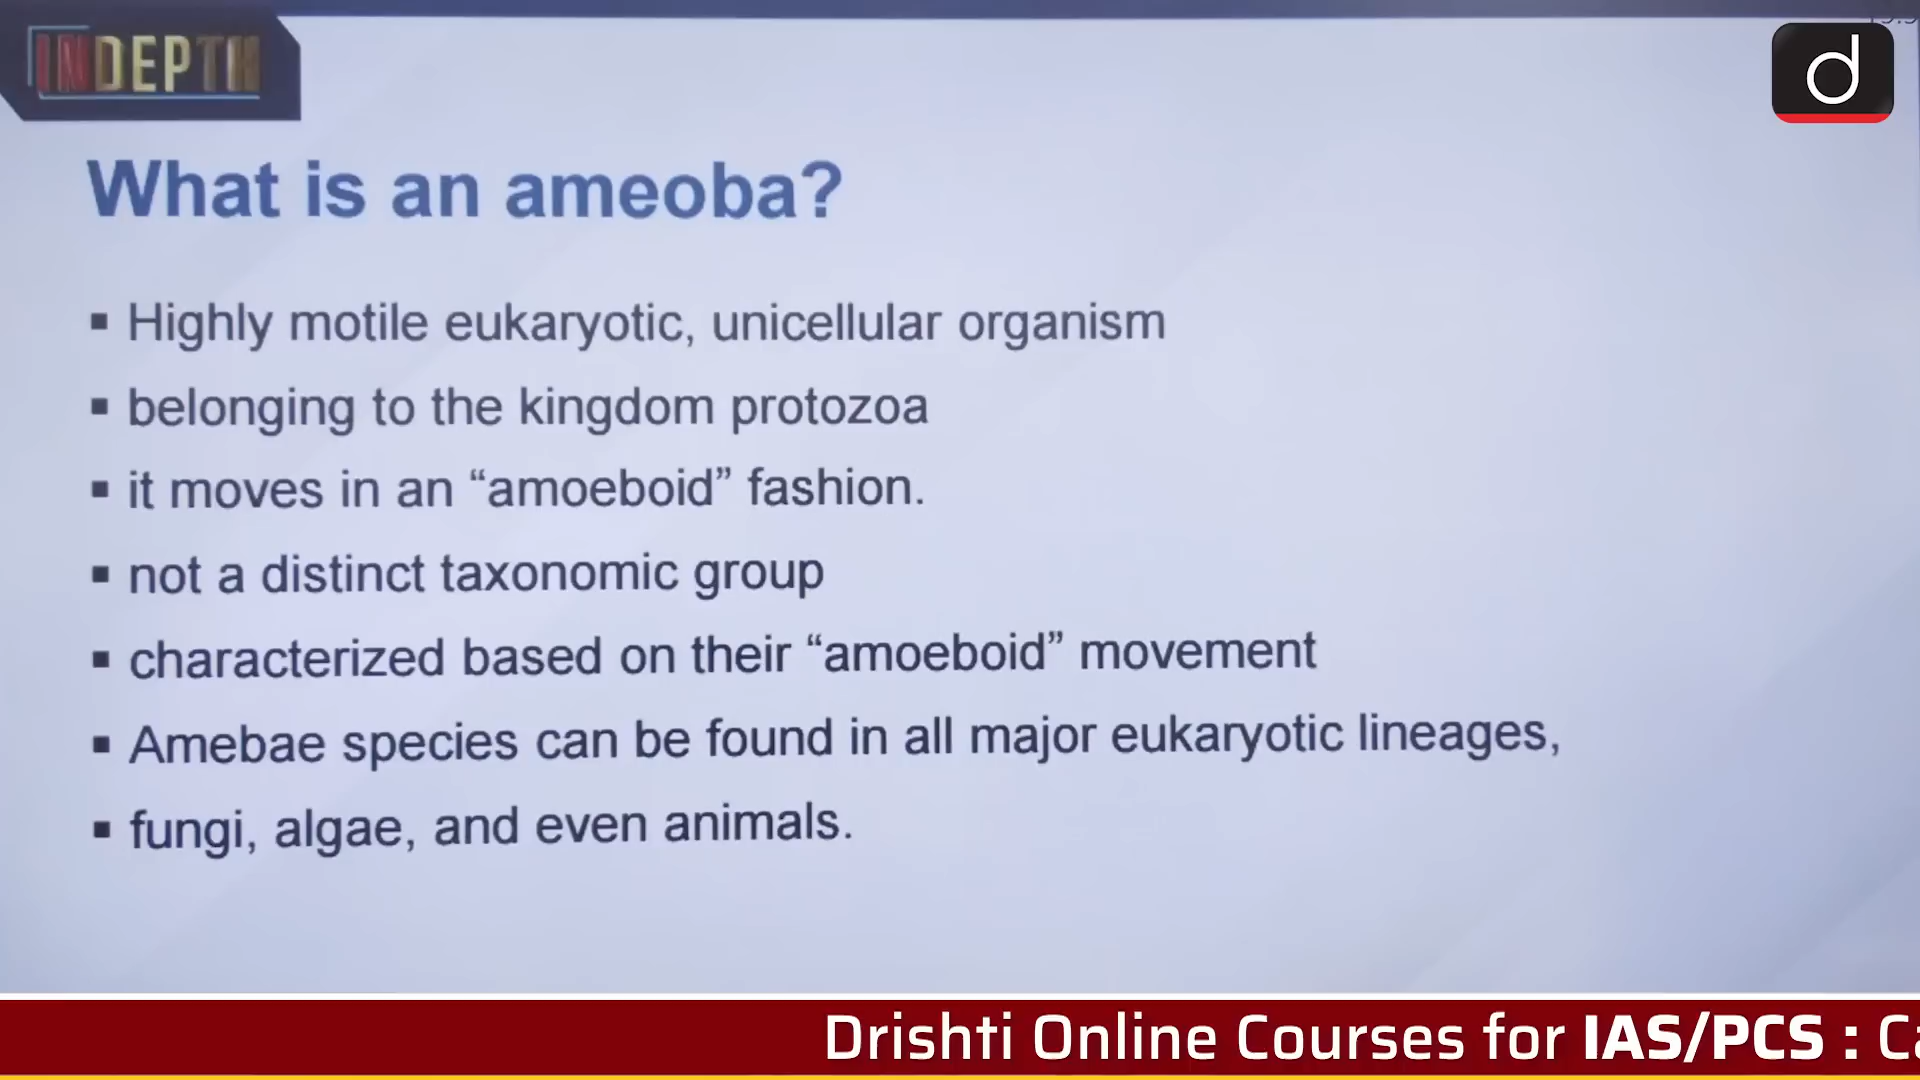 INDEPTH
d
What is an ameoba?
▪ Highly motile eukaryotic, unicellular organism
▪ belonging to the kingdom protozoa
▪ it moves in an “amoeboid” fashion.
▪ not a distinct taxonomic group
▪ characterized based on their “amoeboid” movement
▪ Amebae species can be found in all major eukaryotic lineages,
▪ fungi, algae, and even animals.
Drishti Online Courses for IAS/PCS :